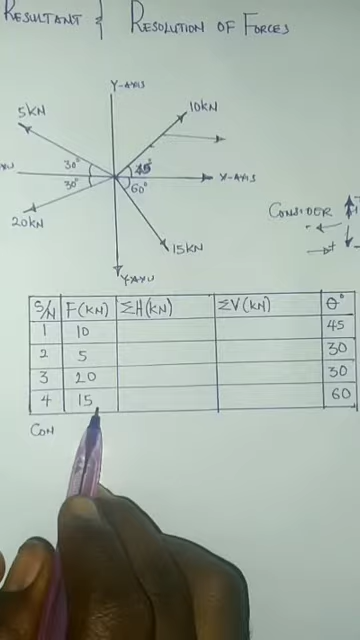 RESULTANT & RESOLUTION OF FORCES
Y-AXIS
10KN
5KN
30°
45°
X-AXIS
30°
60°
20KN
15KN
CONSIDER
+
-
-
+
S/N F(KN) ΣH(KN) ΣV(KN) θ°
1 10 45
2 5 30
3 20 30
4 15 60
CON